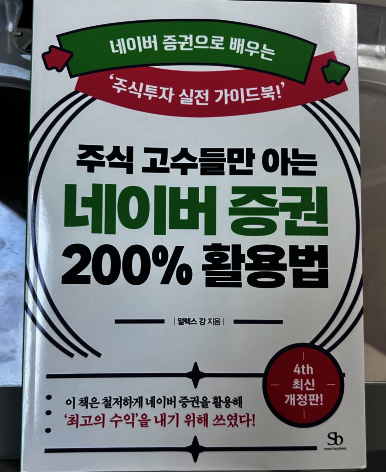 네이버 증권으로 배우는
'주식투자 실전 가이드북!'
주식 고수들만 아는
네이버 증권
200% 활용법
| 알렉스 강 지음 |
4th
최신
개정판!
이 책은 철저하게 네이버 증권을 활용해
'최고의 수익'을 내기 위해 쓰였다!
Sb